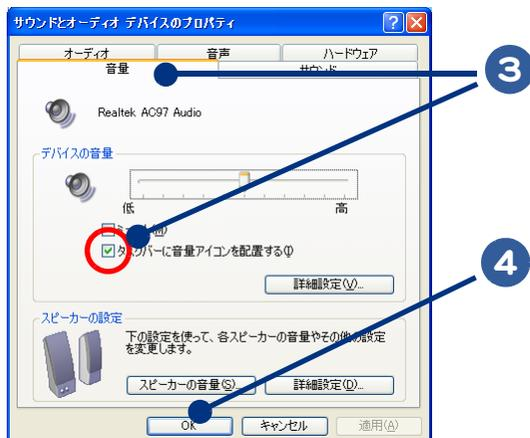 サウンドとオーディオ デバイスのプロパティ
オーディオ 音声 ハードウェア
音量 サウンド
3
Realtek AC97 Audio
デバイスの音量
低 高
タスクバーに音量アイコンを配置する(I)
詳細設定(V)...
4
スピーカーの設定
下の設定を使って、各スピーカーの音量やその他の設定
を変更します。
スピーカーの音量(S)... 詳細設定(D)...
OK キャンセル 適用(A)